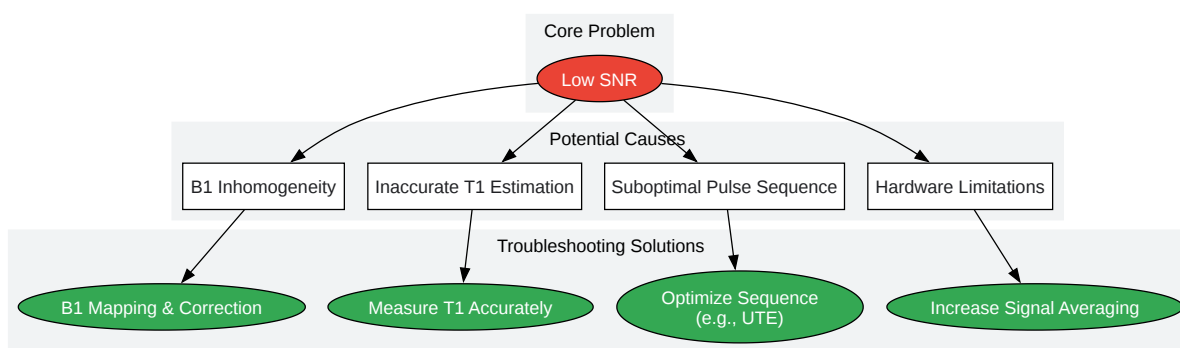 Core Problem
Low SNR
Potential Causes
B1 Inhomogeneity
Inaccurate T1 Estimation
Suboptimal Pulse Sequence
Hardware Limitations
Troubleshooting Solutions
B1 Mapping & Correction
Measure T1 Accurately
Optimize Sequence
(e.g., UTE)
Increase Signal Averaging